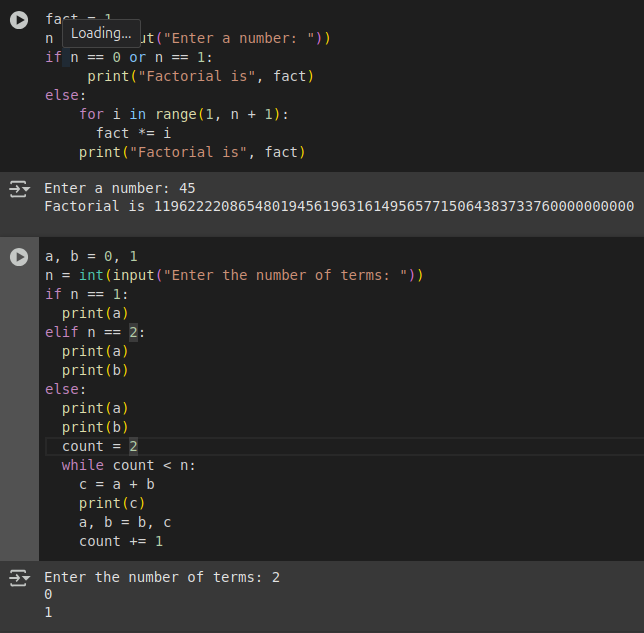 fact = 1
Loading...
n ut("Enter a number: "))
if n == 0 or n == 1:
print("Factorial is", fact)
else:
for i in range(1, n + 1):
fact *= i
print("Factorial is", fact)
Enter a number: 45
Factorial is 119622220865480194561963161495657715064383733760000000000
a, b = 0, 1
n = int(input("Enter the number of terms: "))
if n == 1:
print(a)
elif n == 2:
print(a)
print(b)
else:
print(a)
print(b)
count = 2
while count < n:
c = a + b
print(c)
a, b = b, c
count += 1
Enter the number of terms: 2
0
1